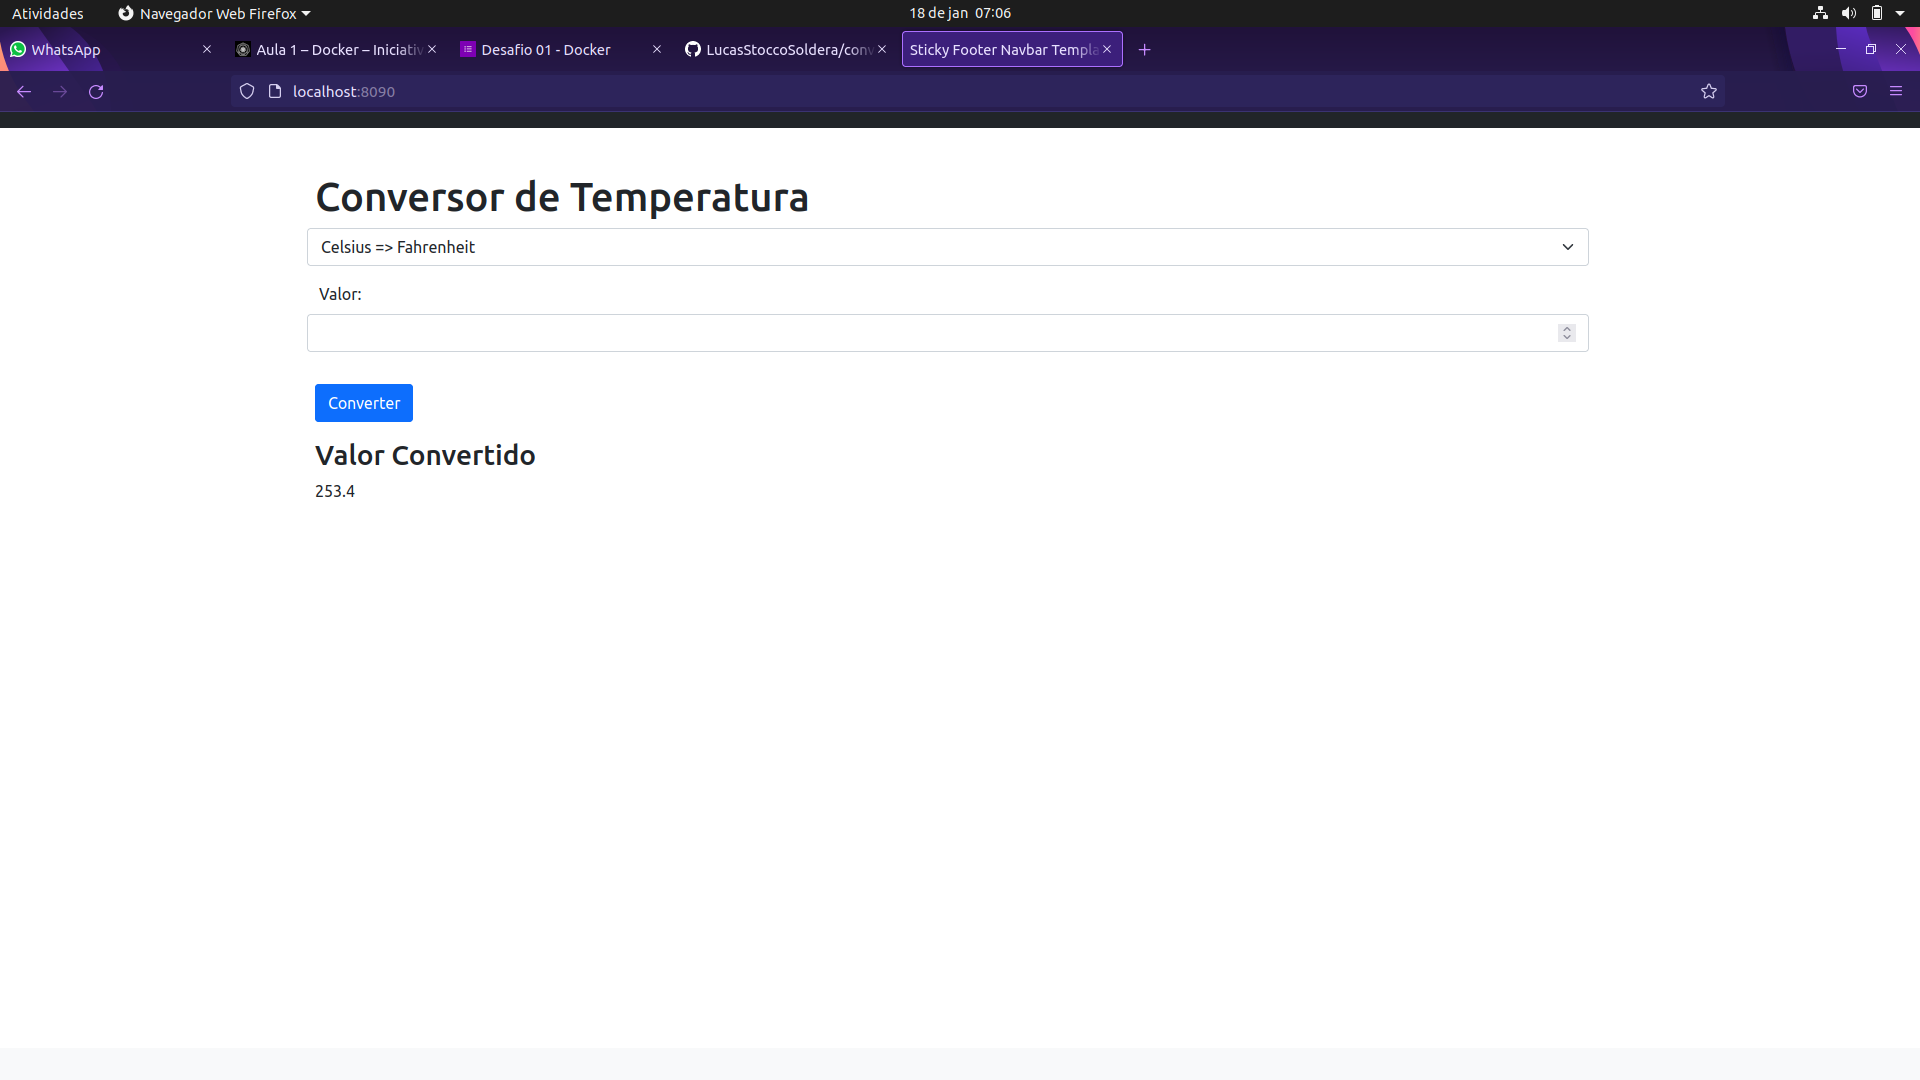 Atividades Navegador Web Firefox 18 de jan 07:06
WhatsApp Aula 1 – Docker – Iniciativ Desafio 01 - Docker LucasStoccoSoldera/conv Sticky Footer Navbar Templa
localhost:8090
Conversor de Temperatura
Celsius => Fahrenheit
Valor:
Converter
Valor Convertido
253.4